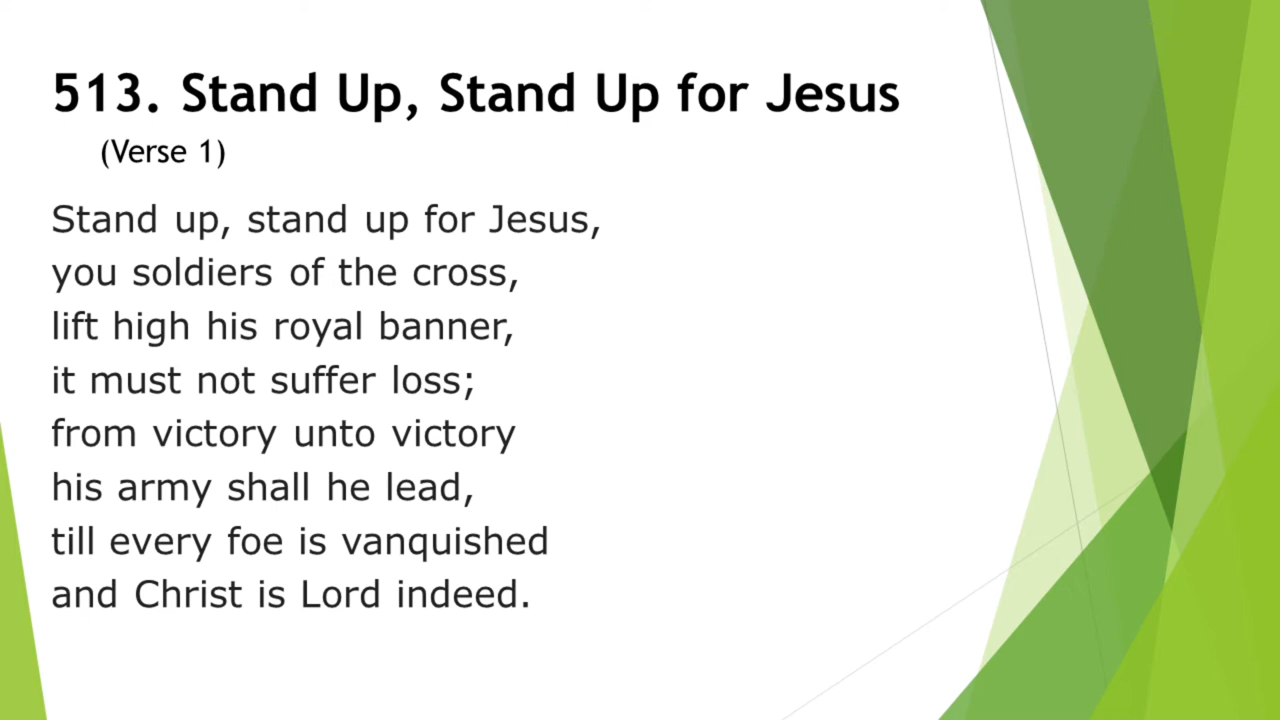 513. Stand Up, Stand Up for Jesus
(Verse 1)
Stand up, stand up for Jesus,
you soldiers of the cross,
lift high his royal banner,
it must not suffer loss;
from victory unto victory
his army shall he lead,
till every foe is vanquished
and Christ is Lord indeed.